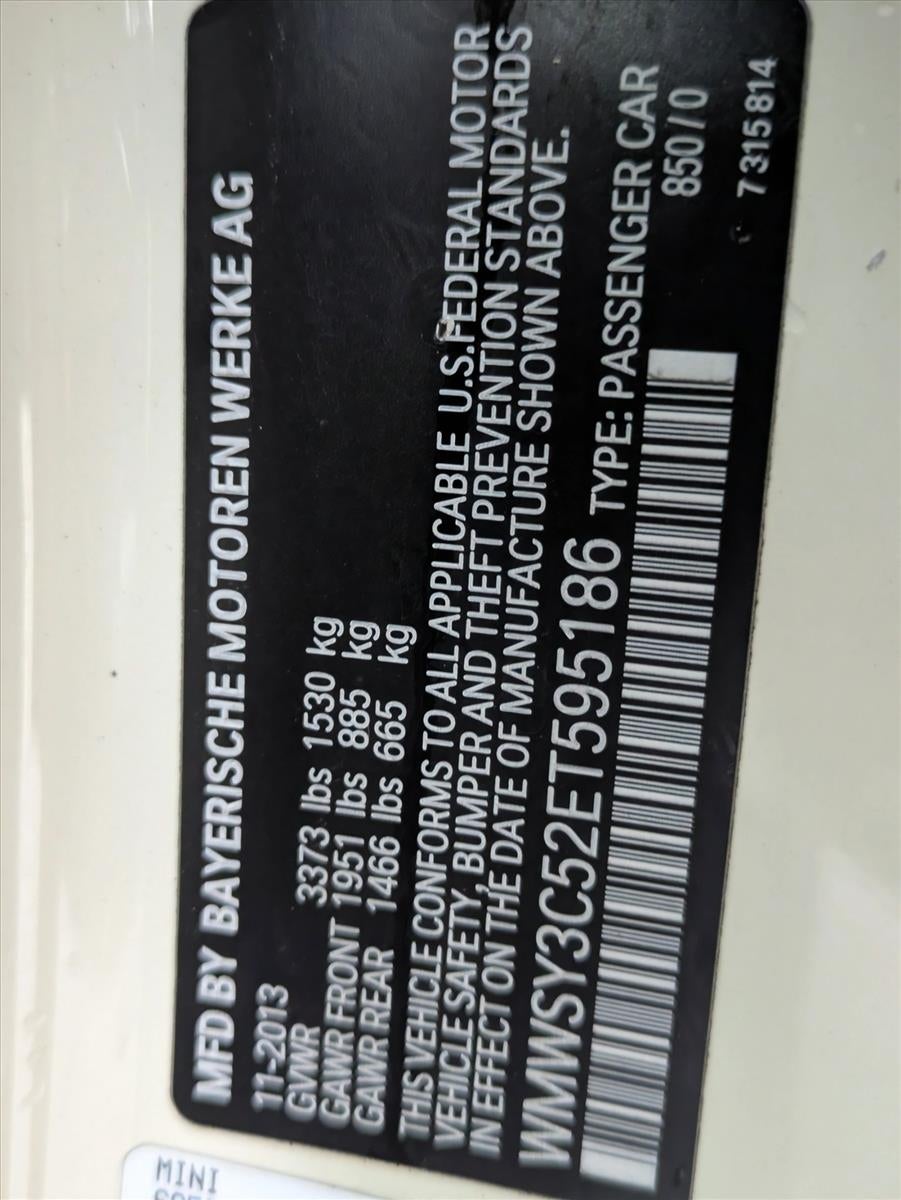 MFD BY BAYERISCHE MOTOREN WERKE AG
11-2013
GVWR 3373 lbs 1530 kg
GAWR FRONT 1951 lbs 885 kg
GAWR REAR 1466 lbs 665 kg
THIS VEHICLE CONFORMS TO ALL APPLICABLE U.S.FEDERAL MOTOR
VEHICLE SAFETY, BUMPER AND THEFT PREVENTION STANDARDS
IN EFFECT ON THE DATE OF MANUFACTURE SHOWN ABOVE.
WMWSY3C52ET595186 TYPE: PASSENGER CAR
850/0
7315814
MINI